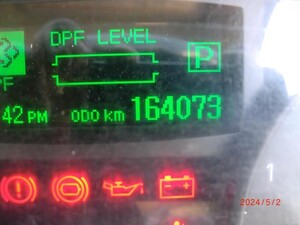 DPF LEVEL
P
PF
42 PM ODO km 164073
2024/5/2